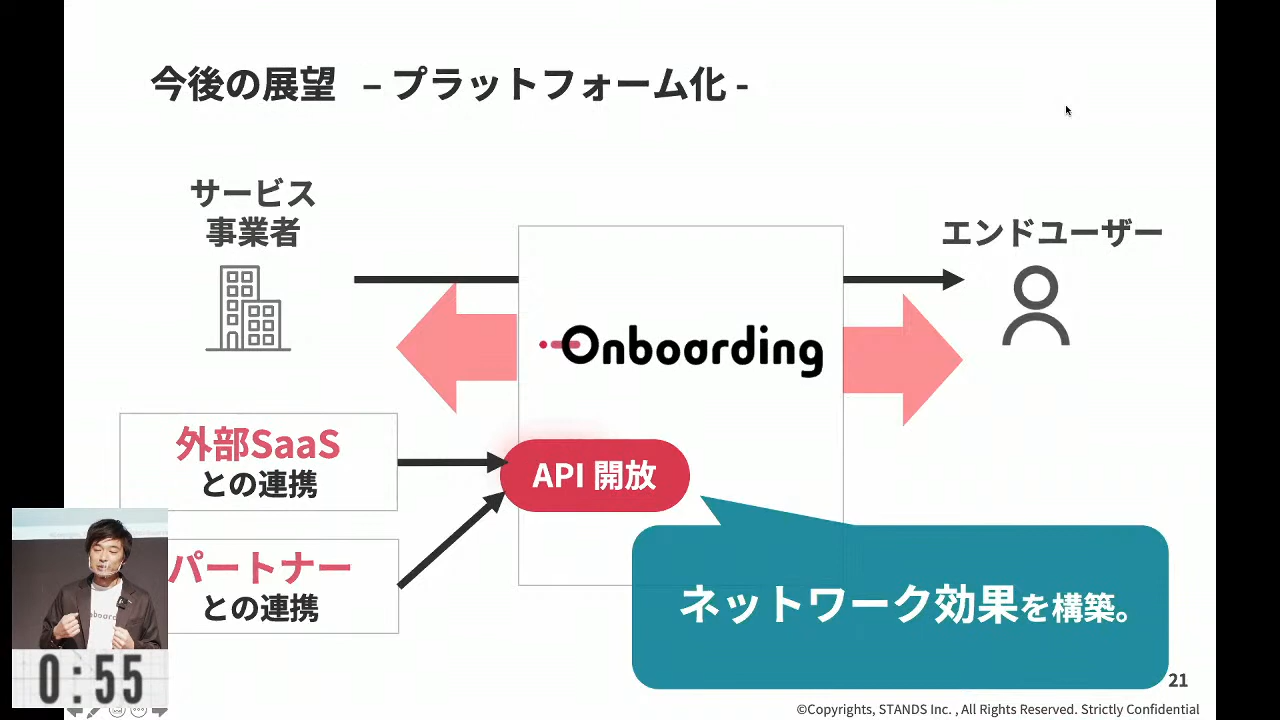 今後の展望 – プラットフォーム化 -
サービス
事業者
エンドユーザー
Onboarding
外部SaaS
との連携
API 開放
パートナー
との連携
ネットワーク効果を構築。
0:55
21
©Copyrights, STANDS Inc. , All Rights Reserved. Strictly Confidential